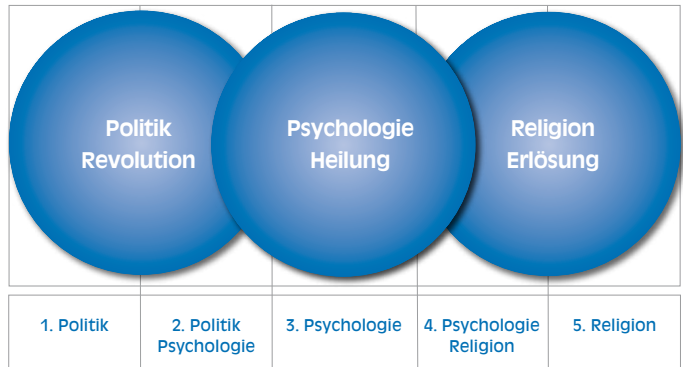 Politik
Revolution
Psychologie
Heilung
Religion
Erlösung
1. Politik
2. Politik
Psychologie
3. Psychologie
4. Psychologie
Religion
5. Religion